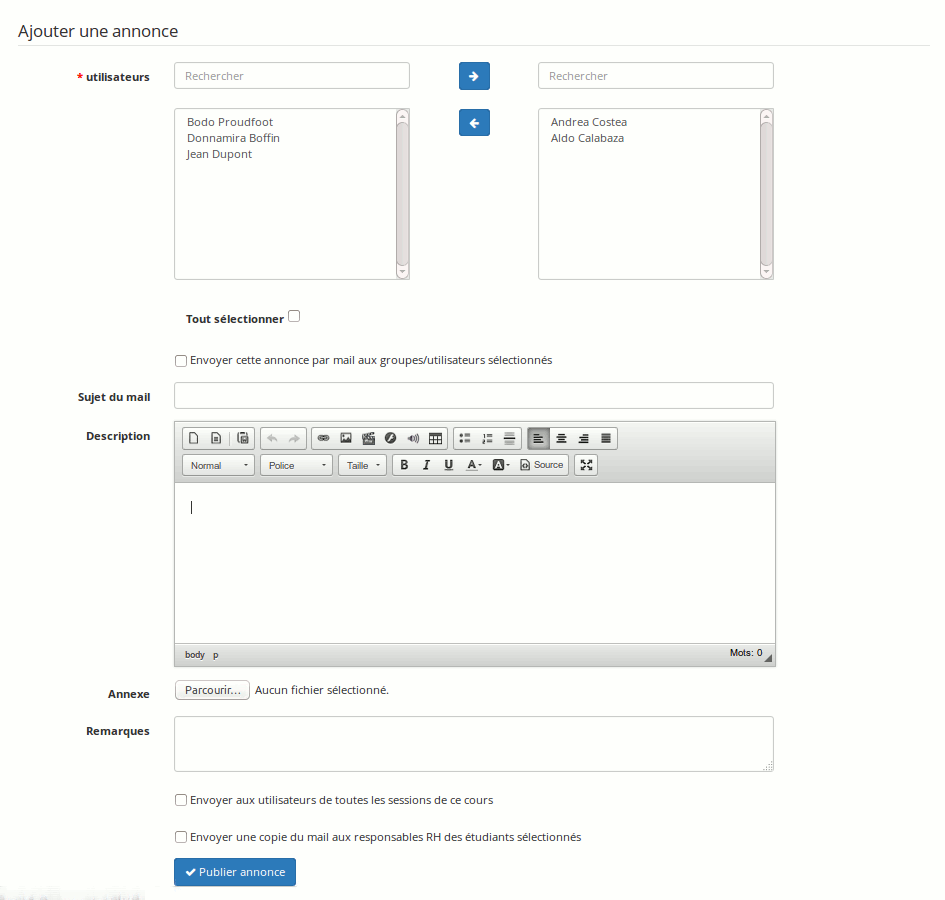 Ajouter une annonce
* utilisateurs
Rechercher
Rechercher
Bodo Proudfoot
Donnamira Boffin
Jean Dupont
Andrea Costea
Aldo Calabaza
Tout sélectionner
Envoyer cette annonce par mail aux groupes/utilisateurs sélectionnés
Sujet du mail
Description
Normal
Police
Taille
B I U A A Source
body p
Mots: 0
Annexe
Parcourir... Aucun fichier sélectionné.
Remarques
Envoyer aux utilisateurs de toutes les sessions de ce cours
Envoyer une copie du mail aux responsables RH des étudiants sélectionnés
Publier annonce